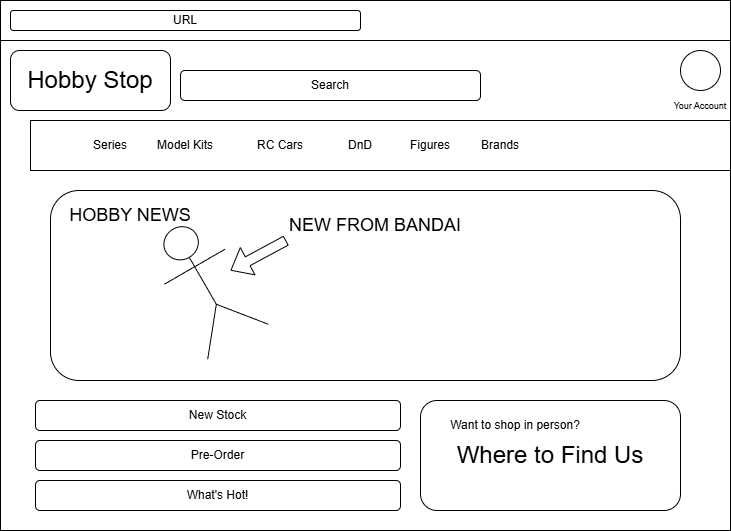 URL
Hobby Stop
Search
Your Account
Series Model Kits RC Cars DnD Figures Brands
HOBBY NEWS
NEW FROM BANDAI
New Stock
Pre-Order
What's Hot!
Want to shop in person?
Where to Find Us